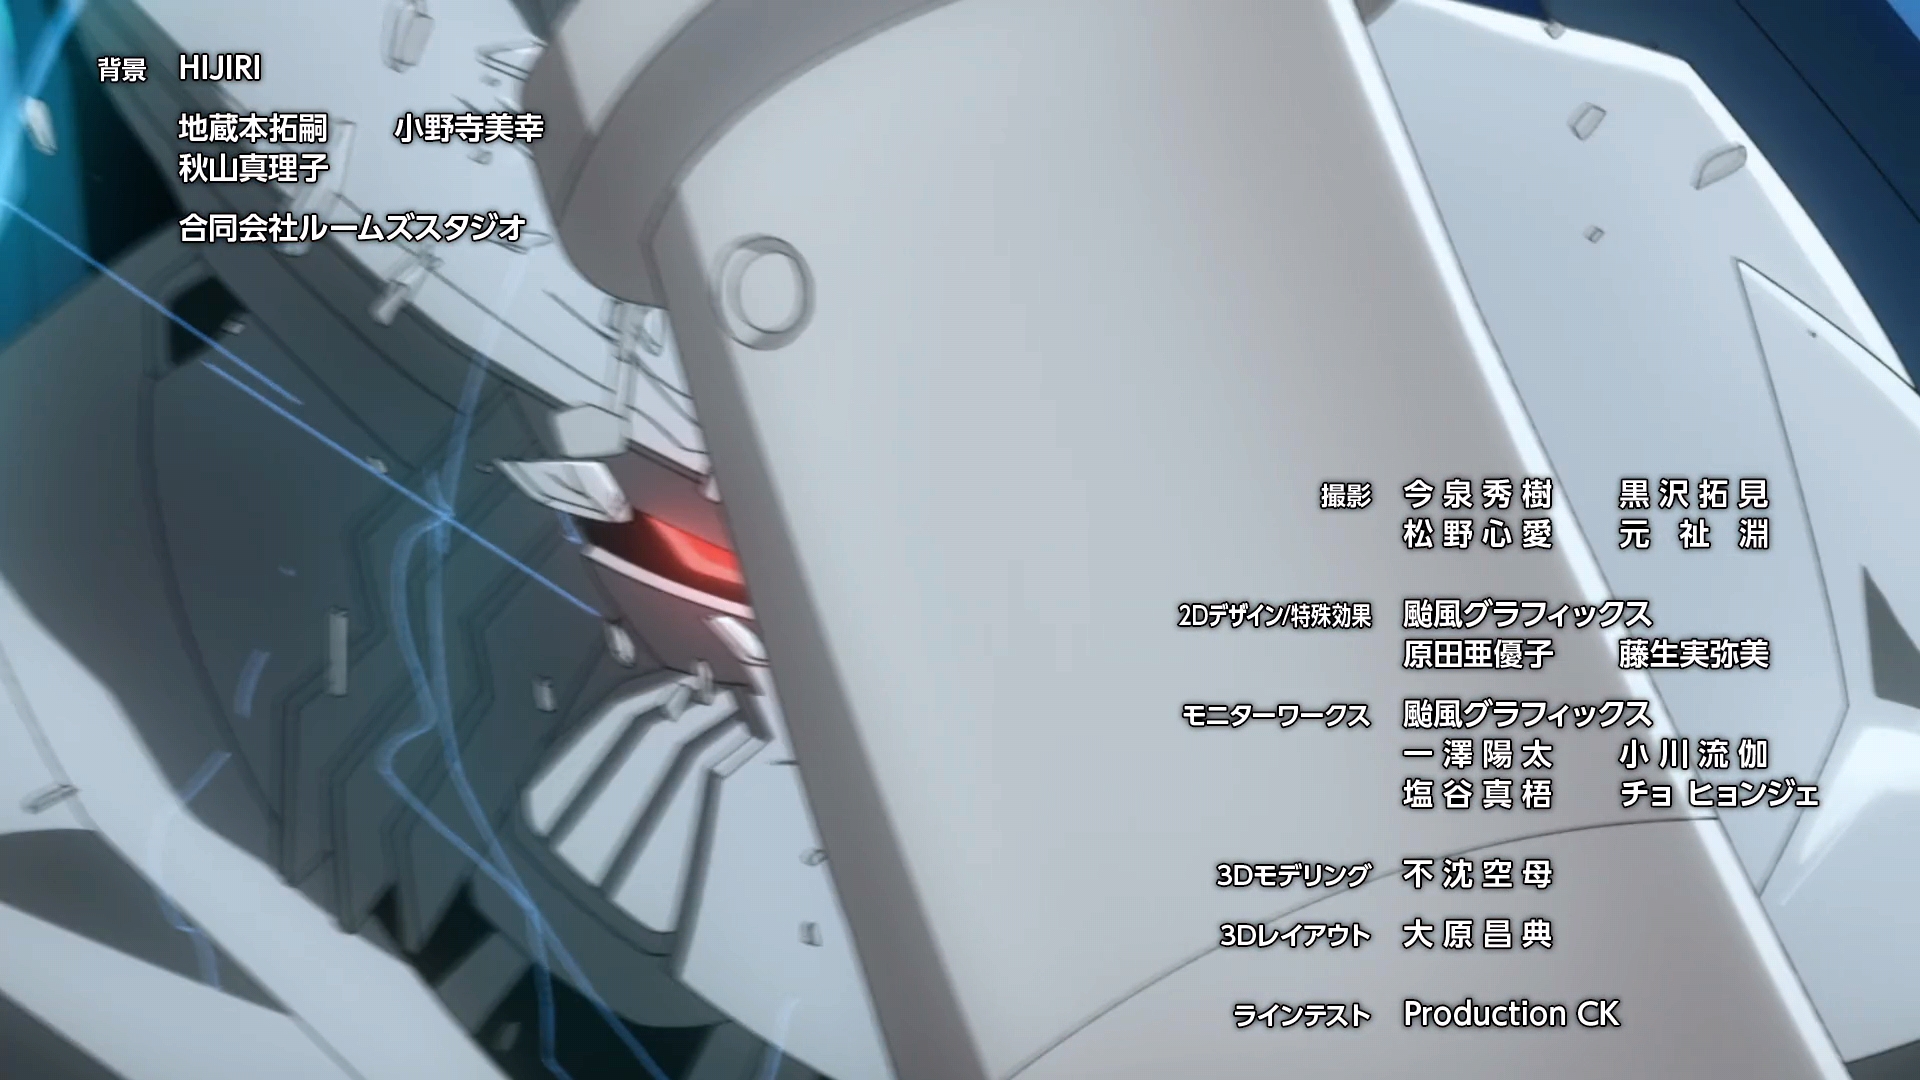 背景 HIJIRI
地蔵本拓嗣 小野寺美幸
秋山真理子
合同会社ルームズスタジオ
撮影 今泉秀樹 黒沢拓見
松野心愛 元祉淵
2Dデザイン/特殊効果 颱風グラフィックス
原田亜優子 藤生実弥美
モニターワークス 颱風グラフィックス
一澤陽太 小川流伽
塩谷真梧 チョ ヒョンジェ
3Dモデリング 不沈空母
3Dレイアウト 大原昌典
ラインテスト Production CK